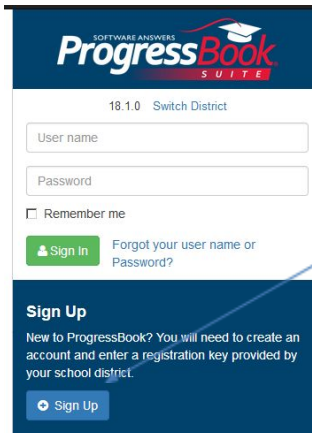 SOFTWARE ANSWERS
ProgressBook
SUITE
18.1.0 Switch District
User name
Password
Remember me
Sign In
Forgot your user name or
Password?
Sign Up
New to ProgressBook? You will need to create an
account and enter a registration key provided by
your school district.
Sign Up